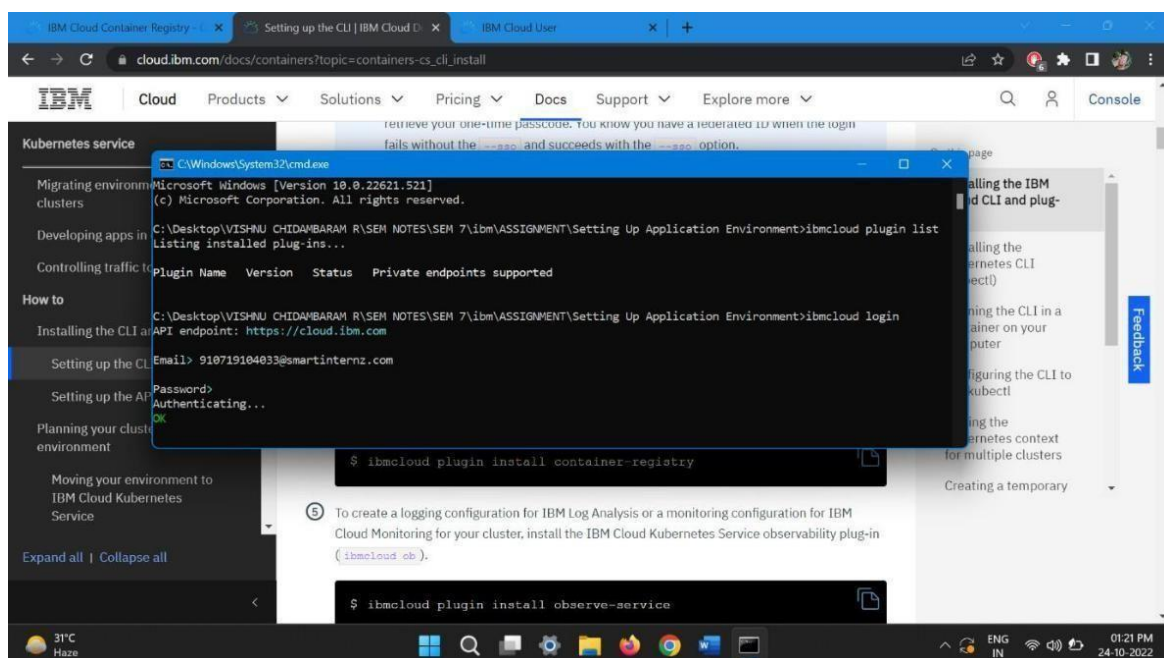 IBM Cloud Container Registry -
Setting up the CLI | IBM Cloud D
IBM Cloud User
cloud.ibm.com/docs/containers?topic=containers-cs_cli_install
IBM Cloud Products Solutions Pricing Docs Support Explore more Console
Kubernetes service
Migrating environm
clusters
Developing apps in
Controlling traffic to
How to
Installing the CLI an
Setting up the CL
Setting up the AP
Planning your cluste
environment
Moving your environment to
IBM Cloud Kubernetes
Service
Expand all | Collapse all
retrieve your one-time passcode. You know you have a federated ID when the login
fails without the --sso and succeeds with the --sso option.
C:\Windows\System32\cmd.exe
Microsoft Windows [Version 10.0.22621.521]
(c) Microsoft Corporation. All rights reserved.
C:\Desktop\VISHNU CHIDAMBARAM R\SEM NOTES\SEM 7\ibm\ASSIGNMENT\Setting Up Application Environment>ibmcloud plugin list
Listing installed plug-ins...
Plugin Name Version Status Private endpoints supported
C:\Desktop\VISHNU CHIDAMBARAM R\SEM NOTES\SEM 7\ibm\ASSIGNMENT\Setting Up Application Environment>ibmcloud login
API endpoint: https://cloud.ibm.com
Email> 910719104033@smartinternz.com
Password>
Authenticating...
OK
$ ibmcloud plugin install container-registry
5 To create a logging configuration for IBM Log Analysis or a monitoring configuration for IBM
Cloud Monitoring for your cluster, install the IBM Cloud Kubernetes Service observability plug-in
( ibmcloud ob ).
$ ibmcloud plugin install observe-service
page
alling the IBM
d CLI and plug-
alling the
ernetes CLI
ectl)
ning the CLI in a
ainer on your
puter
figuring the CLI to
kubectl
ing the
ernetes context
for multiple clusters
Creating a temporary
Feedback
31°C
Haze
ENG
IN
01:21 PM
24-10-2022